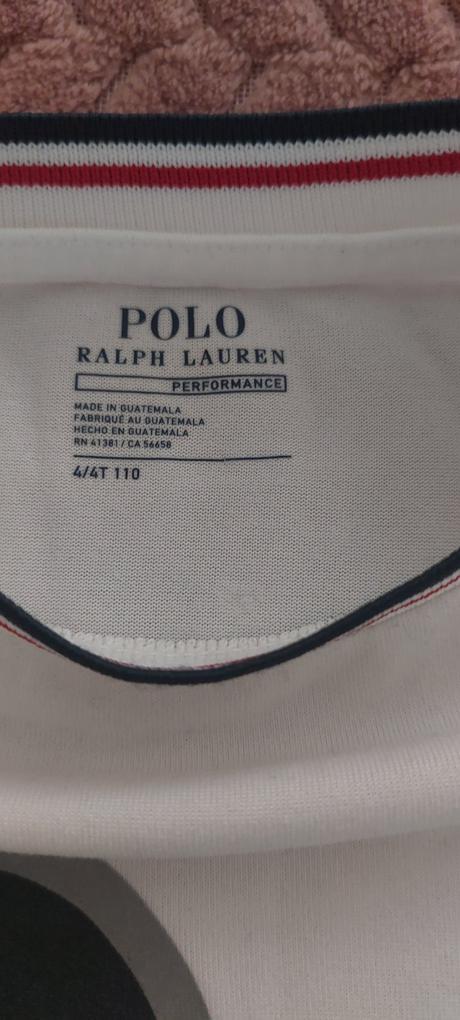 POLO
RALPH LAUREN
PERFORMANCE
MADE IN GUATEMALA
FABRIQUÉ AU GUATEMALA
HECHO EN GUATEMALA
RN 41381 / CA 56658
4/4T 110